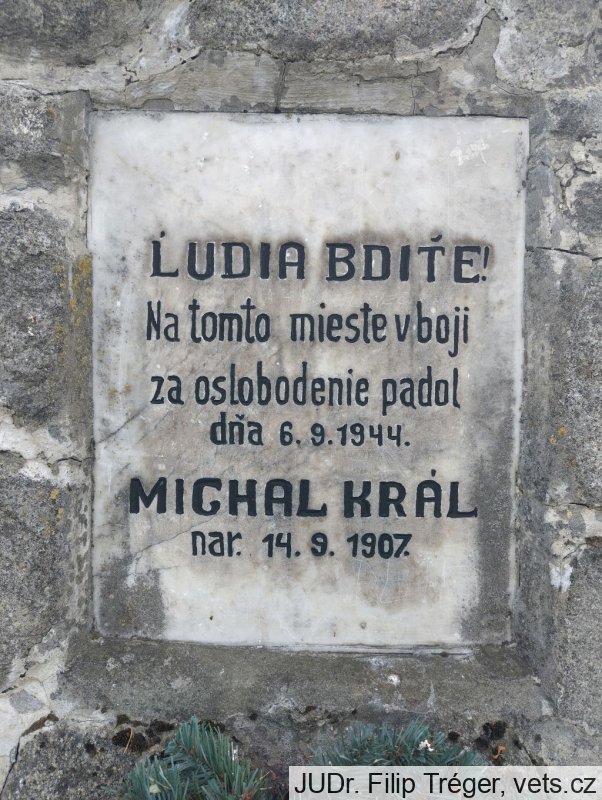 ĽUDIA BDIŤE!
Na tomto mieste v boji
za oslobodenie padol
dňa 6.9.1944.
MICHAL KRÁL
nar. 14.9.1907.
JUDr. Filip Tréger, vets.cz